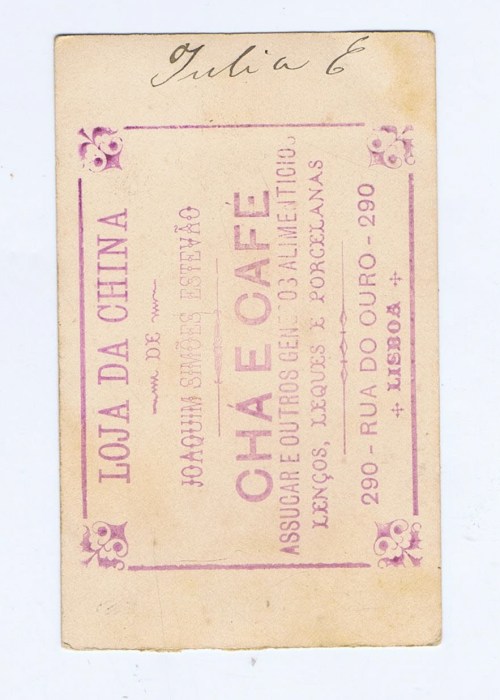 Julia E
LOJA DA CHINA
DE
JOAQUIM SIMÕES ESTEVÃO
CHÁ E CAFÉ
ASSUCAR E OUTROS GENEROS ALIMENTICIOS,
LENÇOS, LEQUES E PORCELANAS
290 - RUA DO OURO - 290
LISBOA